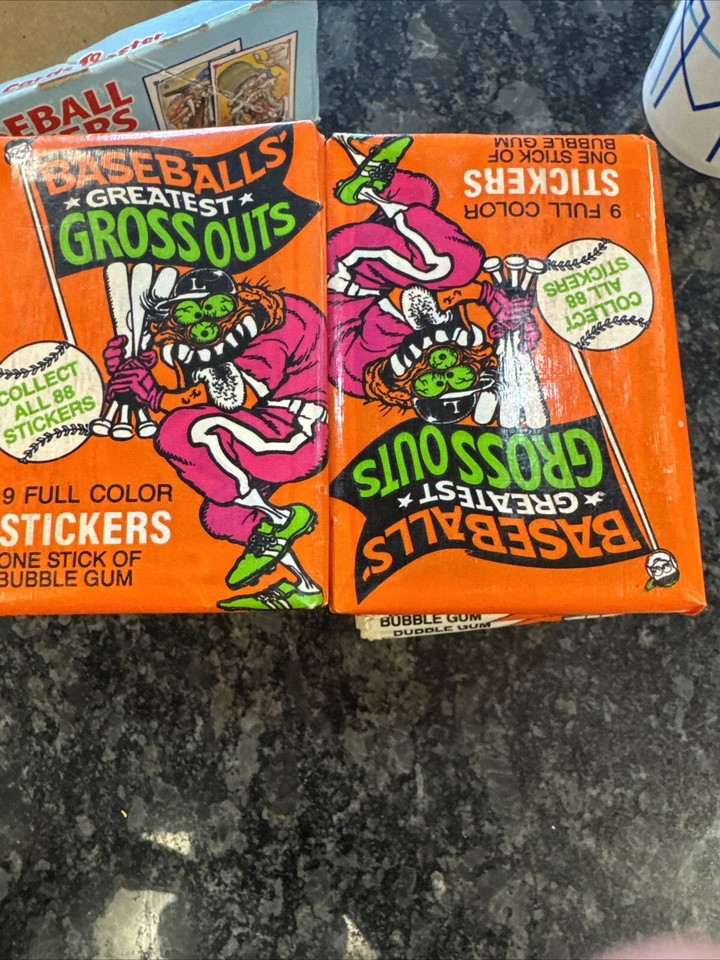 BASEBALLS'
GREATEST
GROSS OUTS
L
COLLECT
ALL 88
STICKERS
9 FULL COLOR
STICKERS
ONE STICK OF
BUBBLE GUM
BASEBALLS'
GREATEST
GROSS OUTS
L
COLLECT
ALL 88
STICKERS
9 FULL COLOR
STICKERS
ONE STICK OF
BUBBLE GUM
BUBBLE GUM
BUBBLE GUM